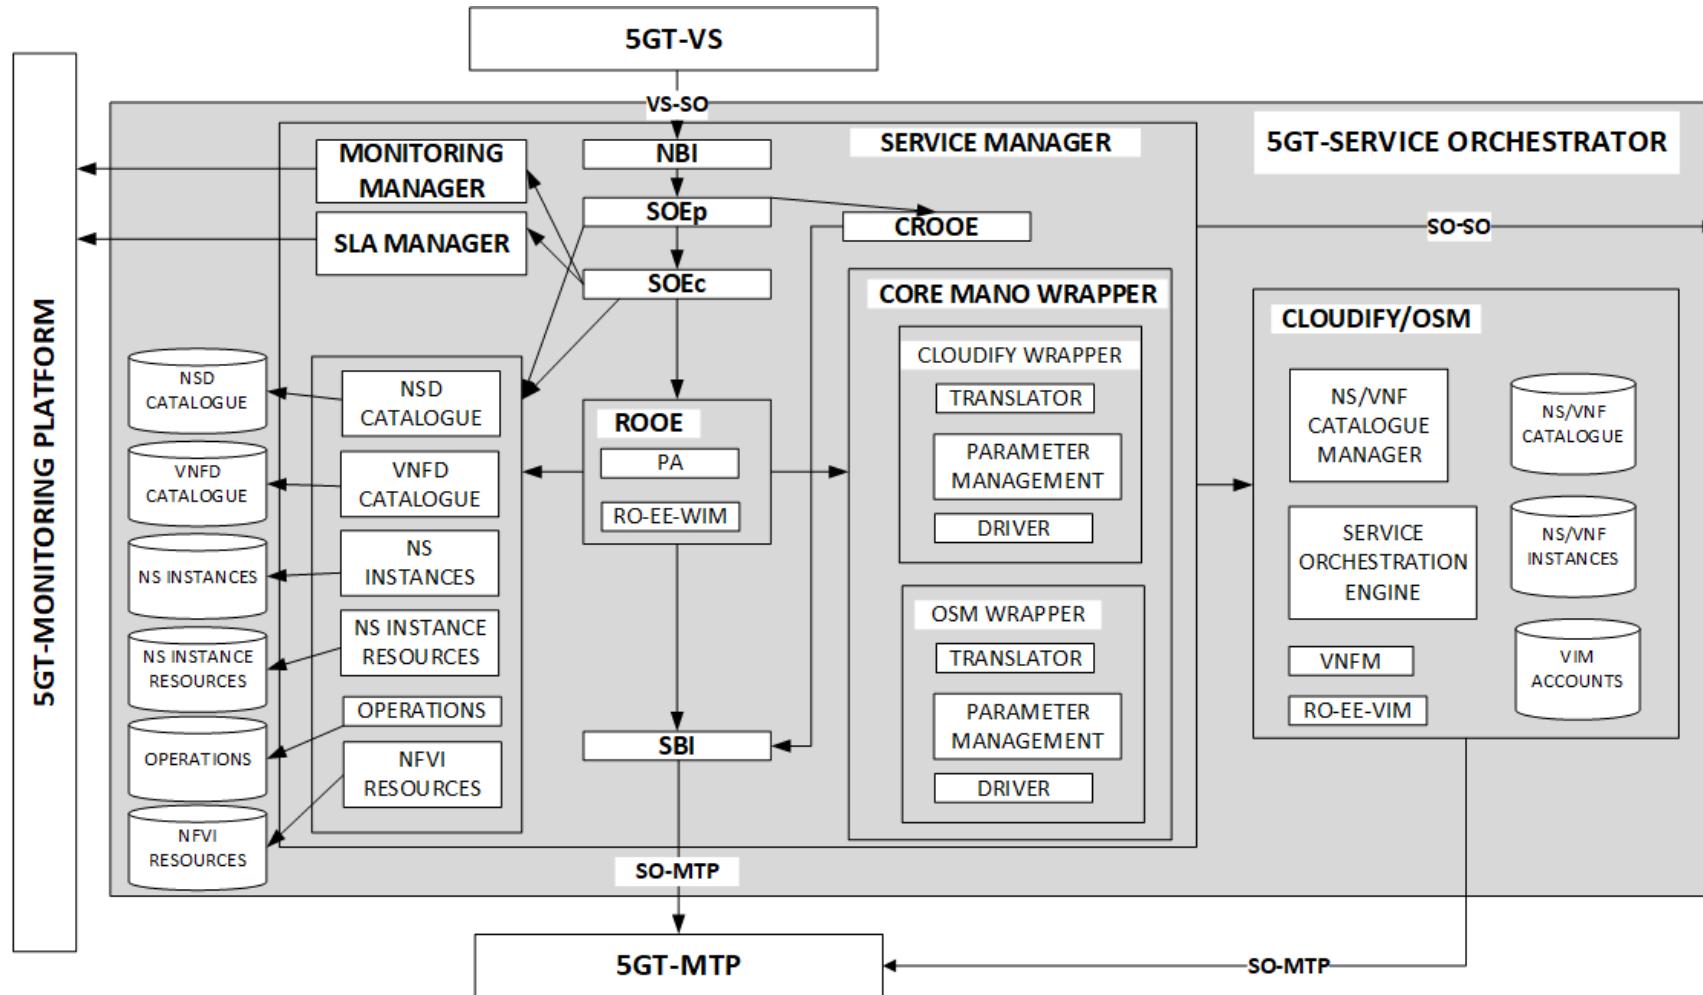 5GT-VS
VS-SO
5GT-MONITORING PLATFORM
5GT-SERVICE ORCHESTRATOR
SERVICE MANAGER
NBI
SOEp
SOEc
CROOE
SO-SO
MONITORING
MANAGER
SLA MANAGER
NSD
CATALOGUE
VNFD
CATALOGUE
NS INSTANCES
NS INSTANCE
RESOURCES
OPERATIONS
NFVI
RESOURCES
NSD
CATALOGUE
VNFD
CATALOGUE
NS
INSTANCES
NS INSTANCE
RESOURCES
OPERATIONS
NFVI
RESOURCES
ROOE
PA
RO-EE-WIM
SBI
CORE MANO WRAPPER
CLOUDIFY WRAPPER
TRANSLATOR
PARAMETER
MANAGEMENT
DRIVER
OSM WRAPPER
TRANSLATOR
PARAMETER
MANAGEMENT
DRIVER
CLOUDIFY/OSM
NS/VNF
CATALOGUE
MANAGER
SERVICE
ORCHESTRATION
ENGINE
VNFM
RO-EE-VIM
NS/VNF
CATALOGUE
NS/VNF
INSTANCES
VIM
ACCOUNTS
SO-MTP
5GT-MTP
SO-MTP